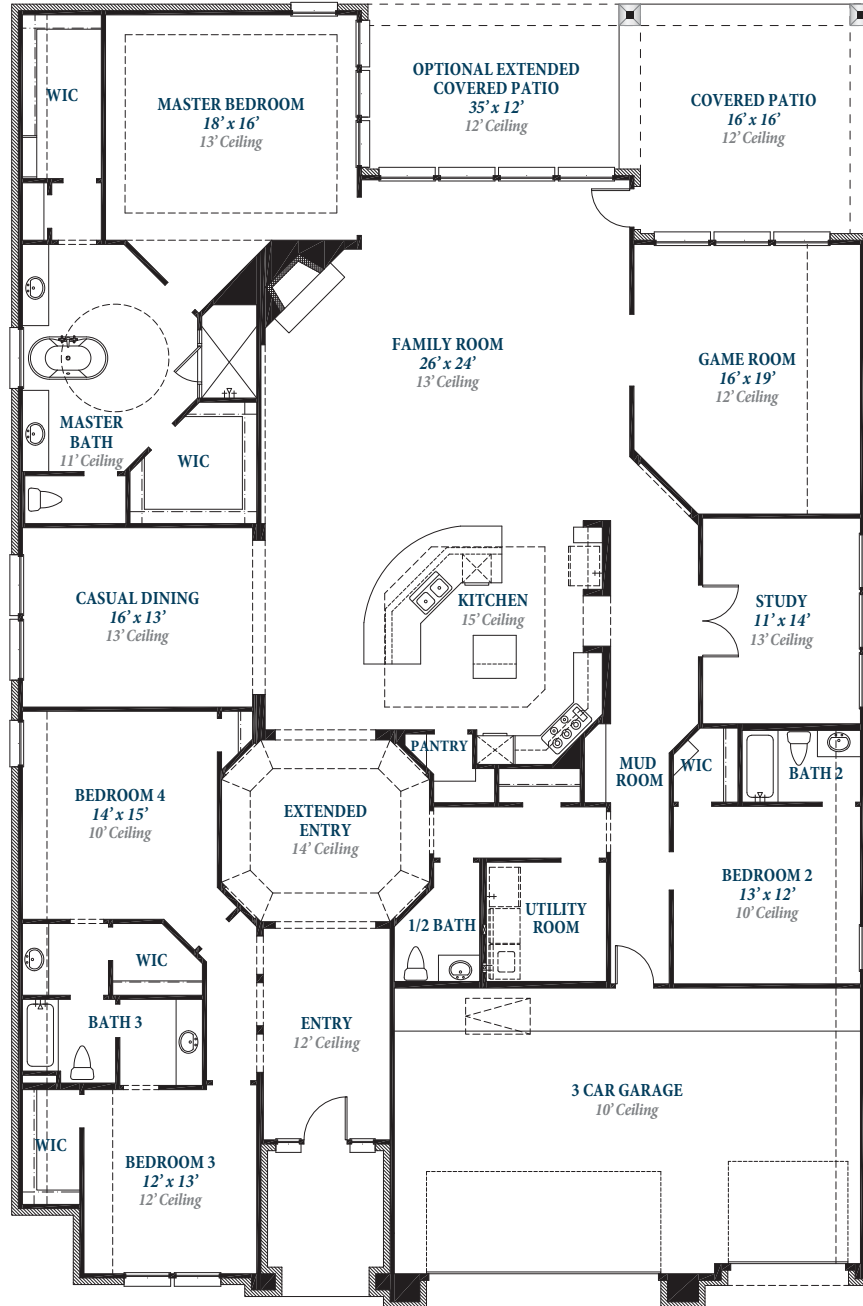 WIC
MASTER BEDROOM
18' x 16'
13' Ceiling
OPTIONAL EXTENDED
COVERED PATIO
35' x 12'
12' Ceiling
COVERED PATIO
16' x 16'
12' Ceiling
FAMILY ROOM
26' x 24'
13' Ceiling
GAME ROOM
16' x 19'
12' Ceiling
MASTER
BATH
11' Ceiling
WIC
CASUAL DINING
16' x 13'
13' Ceiling
KITCHEN
15' Ceiling
STUDY
11' x 14'
13' Ceiling
PANTRY
MUD
ROOM
WIC
BATH 2
BEDROOM 4
14' x 15'
10' Ceiling
EXTENDED
ENTRY
14' Ceiling
BEDROOM 2
13' x 12'
10' Ceiling
1/2 BATH
UTILITY
ROOM
WIC
BATH 3
ENTRY
12' Ceiling
3 CAR GARAGE
10' Ceiling
WIC
BEDROOM 3
12' x 13'
12' Ceiling